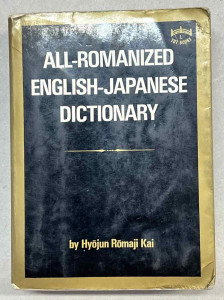 ALL-ROMANIZED
ENGLISH-JAPANESE
DICTIONARY
by Hyōjun Rōmaji Kai